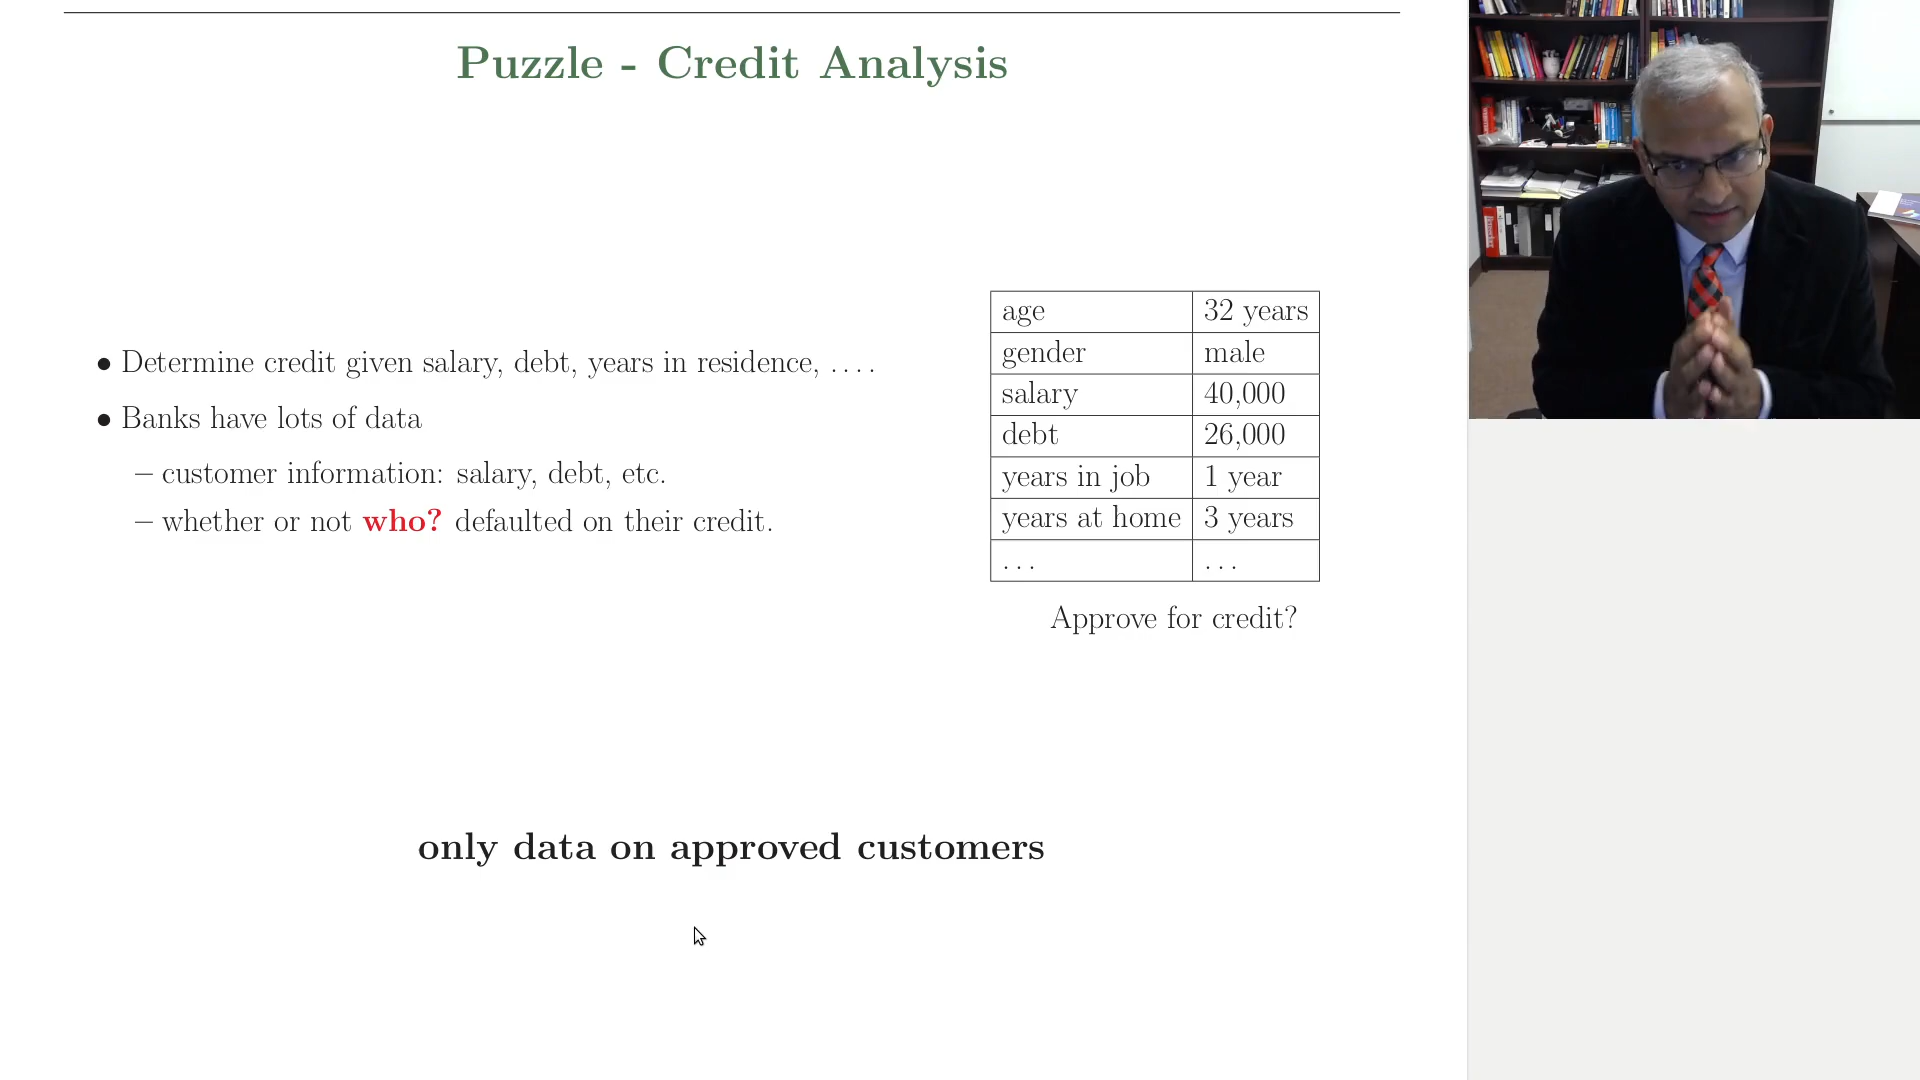 Puzzle - Credit Analysis
• Determine credit given salary, debt, years in residence, ....
• Banks have lots of data
– customer information: salary, debt, etc.
– whether or not who? defaulted on their credit.
age 32 years
gender male
salary 40,000
debt 26,000
years in job 1 year
years at home 3 years
... ...
Approve for credit?
only data on approved customers